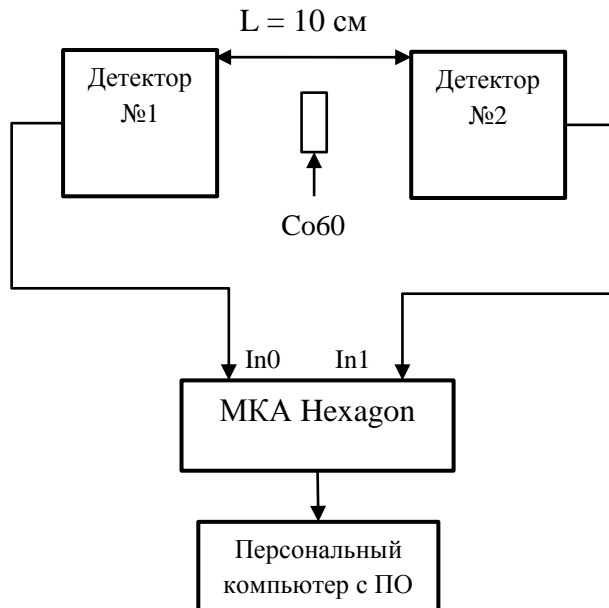 L = 10 см
Детектор
№1
Детектор
№2
Co60
In0
In1
МКА Hexagon
Персональный
компьютер с ПО